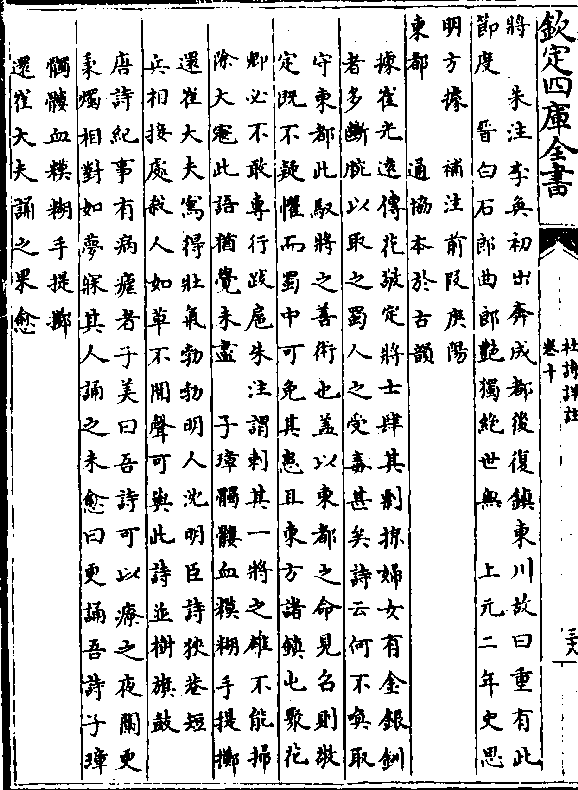 欽定四庫全書
杜詩詳註
卷十
將　朱注李奐初出奔成都後復鎮東川故曰重有此
節度　晉白石郎曲郎艷獨絕世無　上元二年史思
明方據　補注前段庚陽
東都　通協本於古韻
據崔光遠傳花敬定將士肆其剽掠婦女有金銀釧
者多斷腕以取之蜀人之受毒甚矣詩云何不喚取
守東都此馭將之善術也蓋以東都之命見召則敬
定既不疑懼而蜀中可免其患且東方諸鎮屯聚花
卿必不敢專行跋扈朱注謂刺其一將之雄不能掃
除大寇此語猶覺未盡　子璋髑髏血糢糊手提擲
還崔大夫寫得壯氣勃勃明人沈明臣詩狹巷短
兵相接處殺人如草不聞聲可與此詩並樹旗鼓
唐詩紀事有病瘧者子美曰吾詩可以療之夜闌更
秉燭相對如夢寐其人誦之未愈曰更誦吾詩子璋
髑髏血糢糊手提擲
還崔大夫誦之果愈